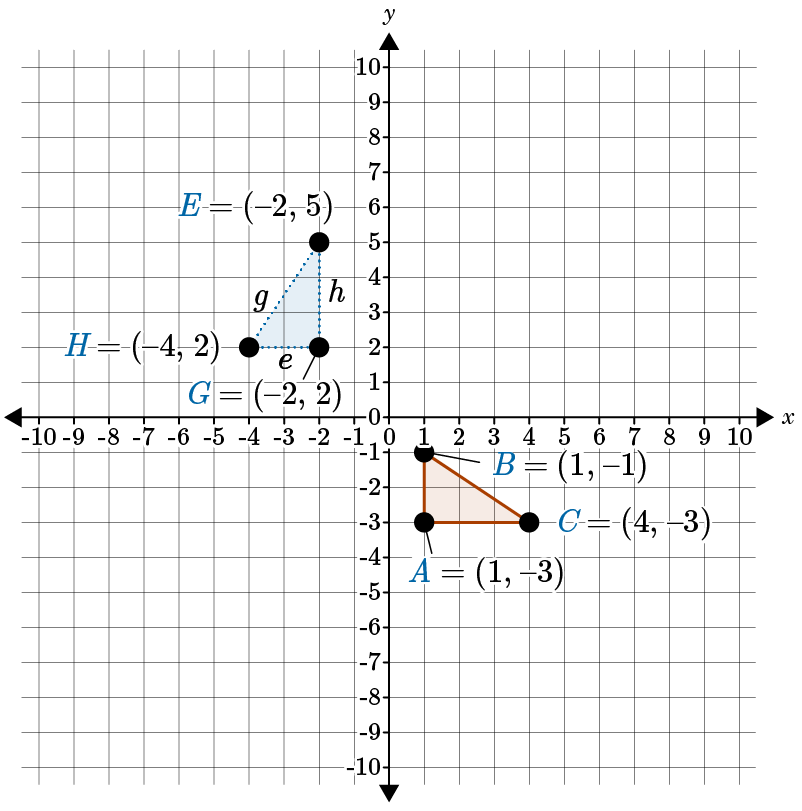 y
10
9
8
7
E = (−2, 5)
6
5
4
g
h
3
H = (−4, 2)
2
e
G = (−2, 2)
1
0
x
-10 -9 -8 -7 -6 -5 -4 -3 -2 -1 0 1 2 3 4 5 6 7 8 9 10
-1
B = (1, −1)
-2
-3
C = (4, −3)
-4
A = (1, −3)
-5
-6
-7
-8
-9
-10